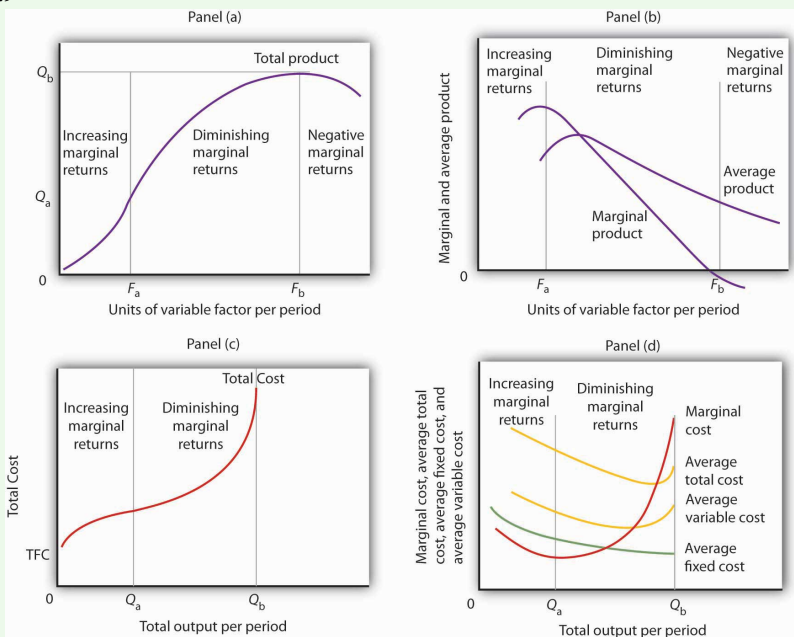 Panel (a)
Total product
Q_b
Increasing
marginal
returns
Diminishing
marginal
returns
Negative
marginal
returns
Q_a
0
F_a
F_b
Units of variable factor per period
Panel (b)
Marginal and average product
Increasing
marginal
returns
Diminishing
marginal
returns
Negative
marginal
returns
Average
product
Marginal
product
0
F_a
F_b
Units of variable factor per period
Panel (c)
Total Cost
Total Cost
Increasing
marginal
returns
Diminishing
marginal
returns
TFC
0
Q_a
Q_b
Total output per period
Panel (d)
Marginal cost, average total
cost, average fixed cost, and
average variable cost
Increasing
marginal
returns
Diminishing
marginal
returns
Marginal
cost
Average
total cost
Average
variable cost
Average
fixed cost
0
Q_a
Q_b
Total output per period